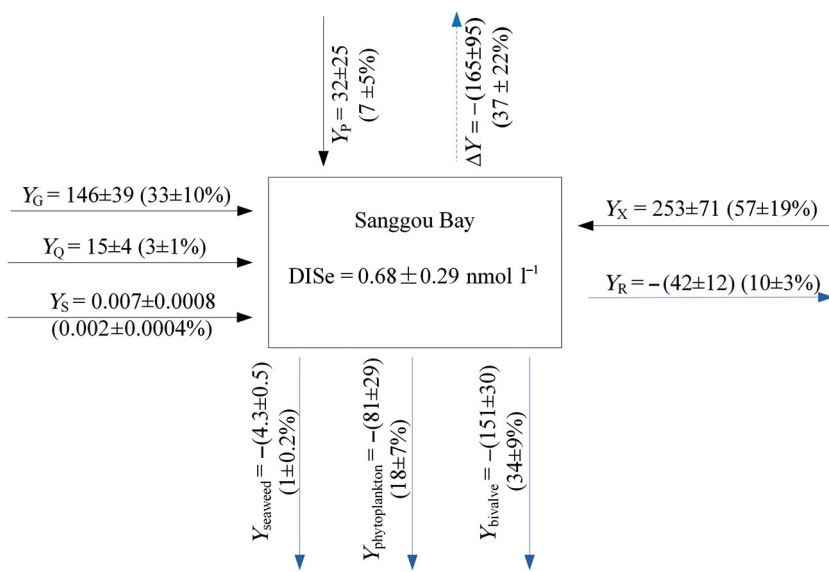 Y_P = 32±25
(7 ±5%)
ΔY = −(165±95)
(37 ± 22%)
Y_G = 146±39 (33±10%)
Y_Q = 15±4 (3±1%)
Y_S = 0.007±0.0008
(0.002±0.0004%)
Sanggou Bay
DISe = 0.68±0.29 nmol l⁻¹
Y_X = 253±71 (57±19%)
Y_R = −(42±12) (10±3%)
Y_seaweed = −(4.3±0.5)
(1±0.2%)
Y_phytoplankton = −(81±29)
(18±7%)
Y_bivalve = −(151±30)
(34±9%)